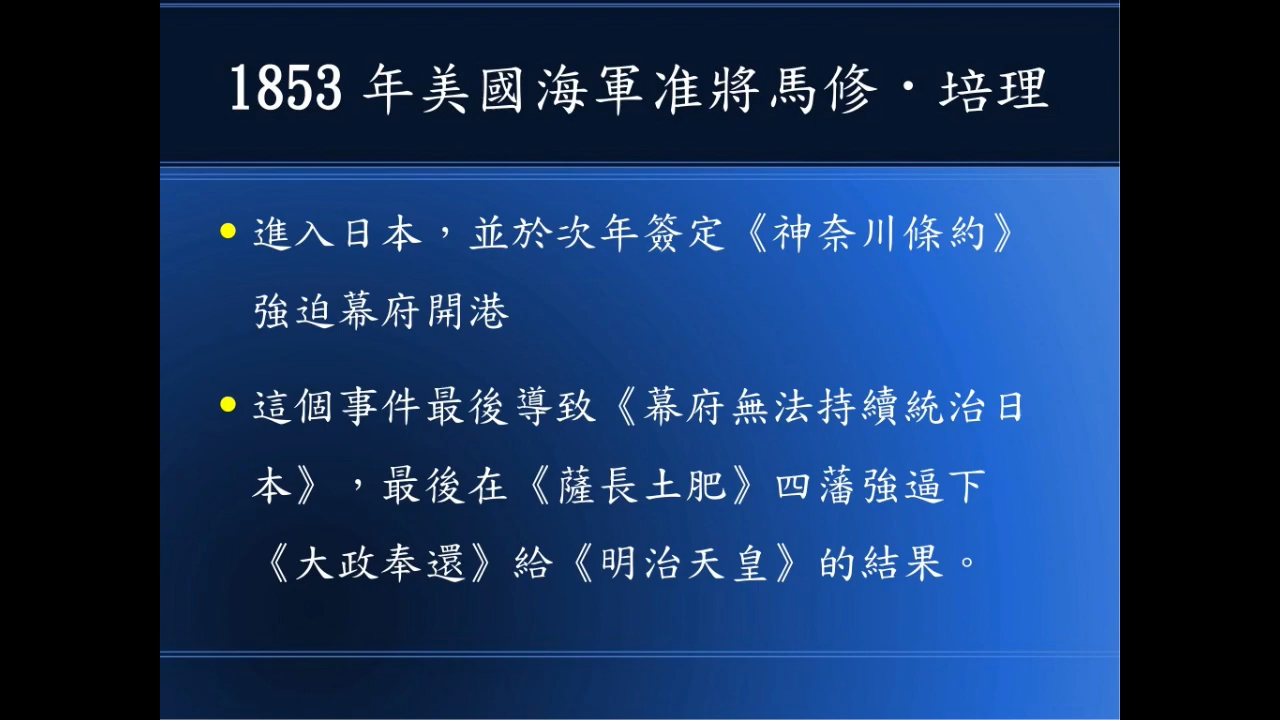 1853 年美國海軍准將馬修·培理
進入日本，並於次年簽定《神奈川條約》
強迫幕府開港
這個事件最後導致《幕府無法持續統治日
本》，最後在《薩長土肥》四藩強逼下
《大政奉還》給《明治天皇》的結果。